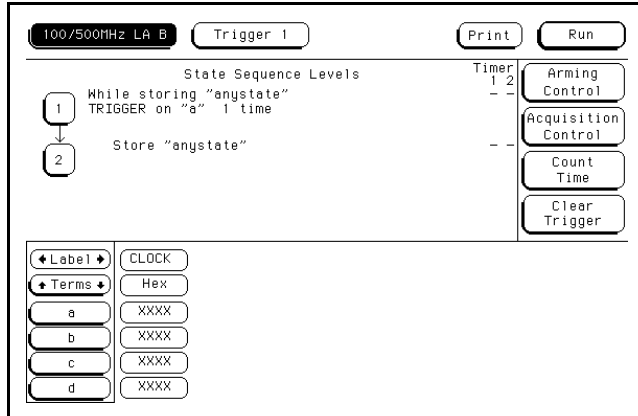 100/500MHz LA B Trigger 1 Print Run
State Sequence Levels Timer
1 2
1 While storing "anystate" - -
TRIGGER on "a" 1 time
2 Store "anystate" - -
Arming
Control
Acquisition
Control
Count
Time
Clear
Trigger
Label CLOCK
Terms Hex
a XXXX
b XXXX
c XXXX
d XXXX